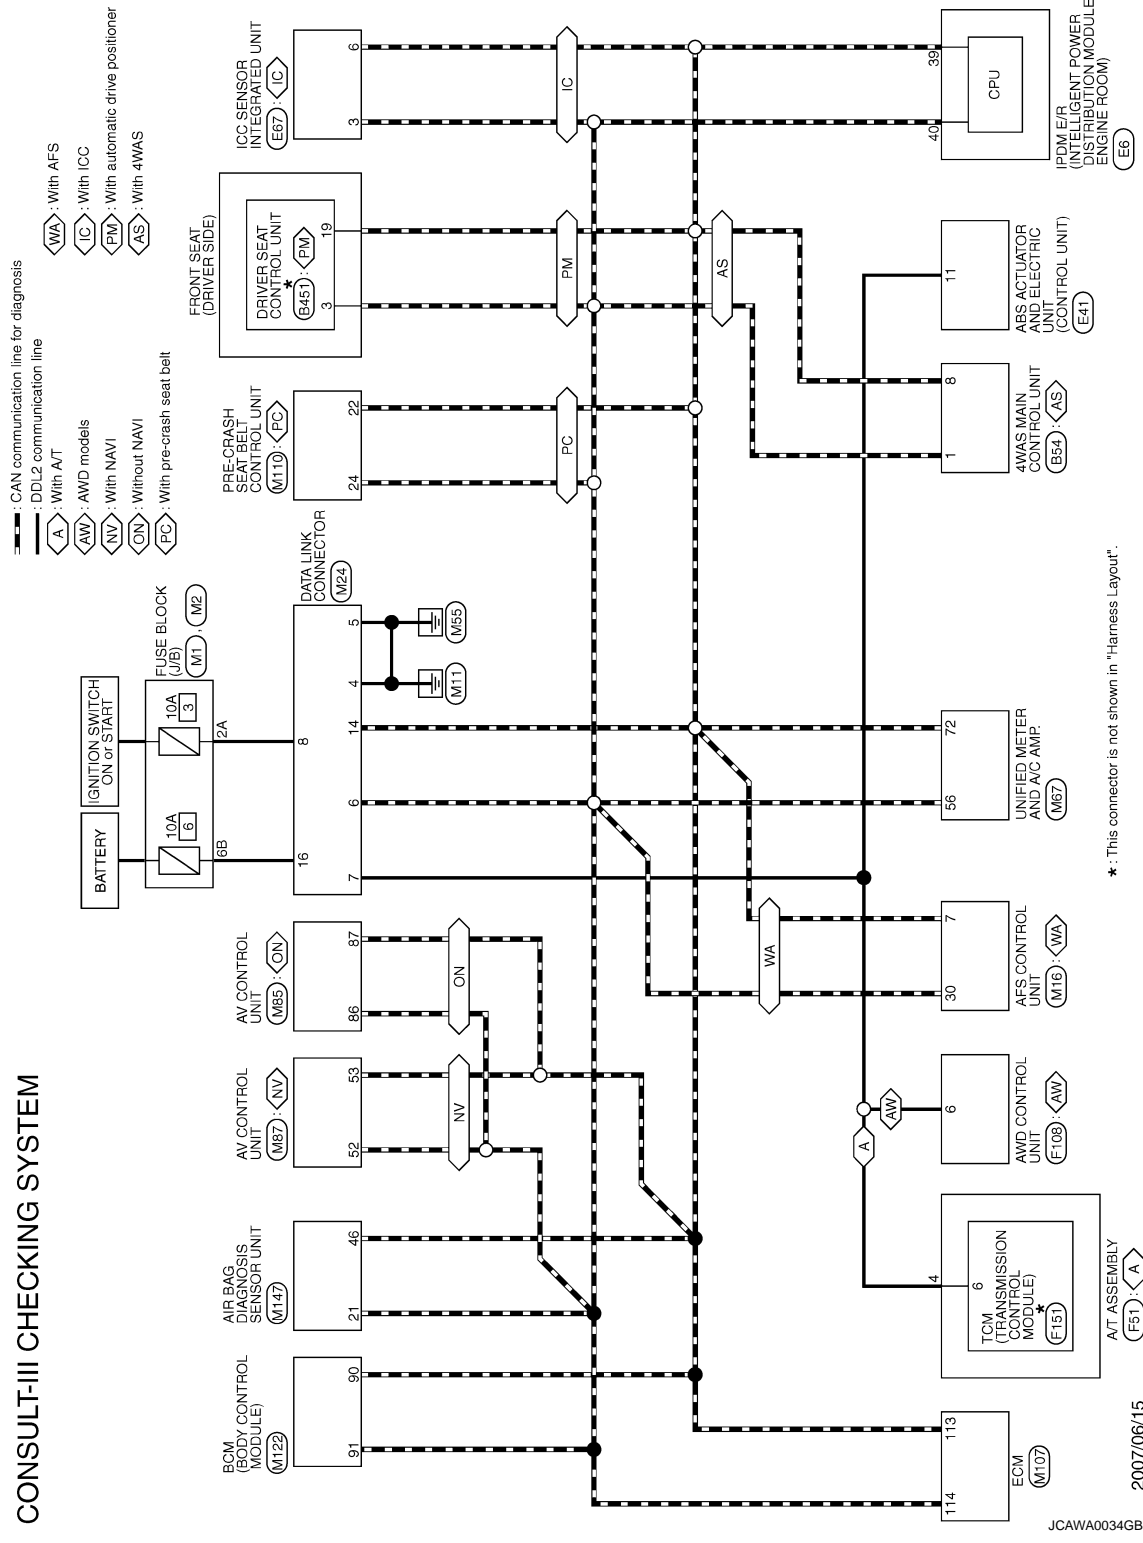 CONSULT-III CHECKING SYSTEM
: CAN communication line for diagnosis
: DDL2 communication line
A : With A/T
AW : AWD models
NV : With NAVI
ON : Without NAVI
PC : With pre-crash seat belt
WA : With AFS
IC : With ICC
PM : With automatic drive positioner
AS : With 4WAS
BATTERY
IGNITION SWITCH
ON or START
FUSE BLOCK
(J/B)
M1 , M2
10A
6
10A
3
6B
2A
BCM
(BODY CONTROL
MODULE)
M122
91
90
AIR BAG
DIAGNOSIS
SENSOR UNIT
M147
21
46
AV CONTROL
UNIT
M87 : NV
52
53
NV
AV CONTROL
UNIT
M85 : ON
86
87
ON
DATA LINK
CONNECTOR
M24
16
8
7
6
14
4
5
M11
M55
PRE-CRASH
SEAT BELT
CONTROL UNIT
M110 : PC
24
22
PC
FRONT SEAT
(DRIVER SIDE)
DRIVER SEAT
CONTROL UNIT
*
B451 : PM
3
19
PM
ICC SENSOR
INTEGRATED UNIT
E67 : IC
3
6
IC
AS
WA
A
AW
114
113
ECM
M107
4
6
TCM
(TRANSMISSION
CONTROL
MODULE)
*
F151
A/T ASSEMBLY
F51 : A
6
AWD CONTROL
UNIT
F108 : AW
30
7
AFS CONTROL
UNIT
M16 : WA
56
72
UNIFIED METER
AND A/C AMP.
M67
1
8
4WAS MAIN
CONTROL UNIT
B54 : AS
11
ABS ACTUATOR
AND ELECTRIC
UNIT
(CONTROL UNIT)
E41
40
39
CPU
IPDM E/R
(INTELLIGENT POWER
DISTRIBUTION MODULE
ENGINE ROOM)
E6
* : This connector is not shown in "Harness Layout".
2007/06/15
JCAWA0034GB